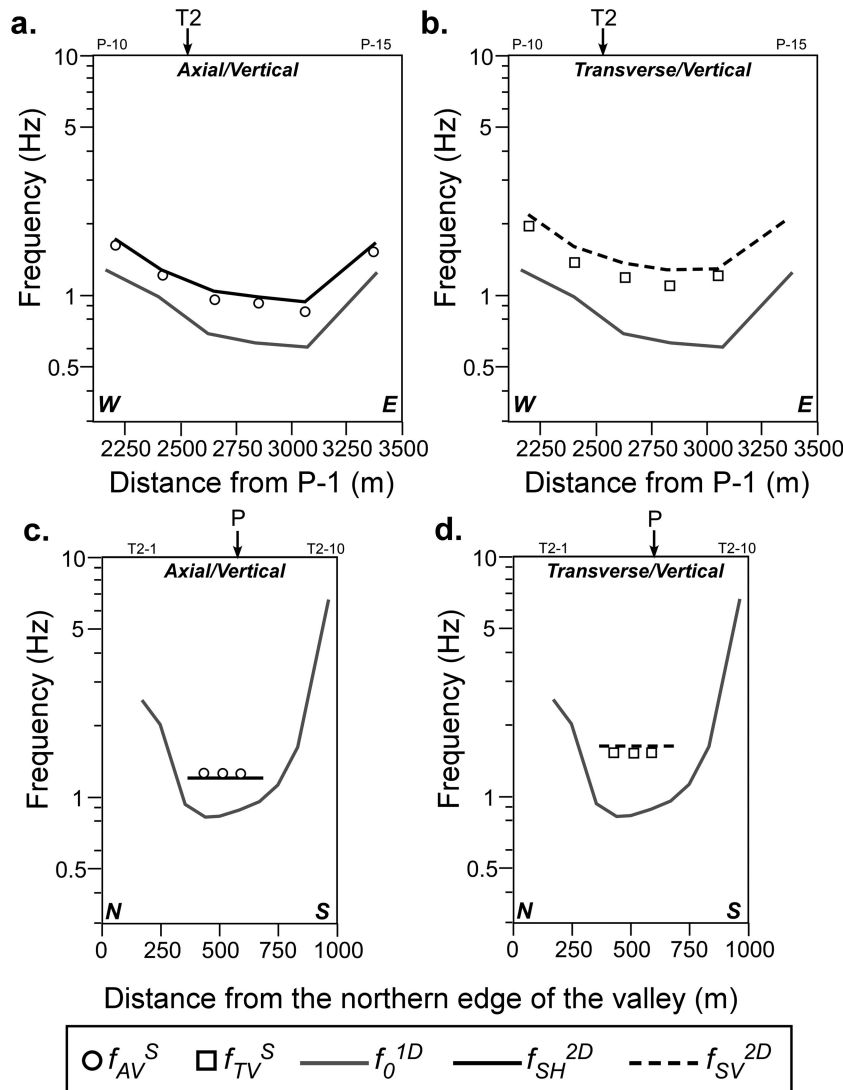 a.
T2
P-10
P-15
Axial/Vertical
Frequency (Hz)
10
5
1
0.5
W
E
2250 2500 2750 3000 3250 3500
Distance from P-1 (m)
b.
T2
P-10
P-15
Transverse/Vertical
Frequency (Hz)
10
5
1
0.5
W
E
2250 2500 2750 3000 3250 3500
Distance from P-1 (m)
c.
P
T2-1
T2-10
Axial/Vertical
Frequency (Hz)
10
5
1
0.5
N
S
0 250 500 750 1000
d.
P
T2-1
T2-10
Transverse/Vertical
Frequency (Hz)
10
5
1
0.5
N
S
0 250 500 750 1000
Distance from the northern edge of the valley (m)
f_AV^S f_TV^S f_0^1D f_SH^2D f_SV^2D